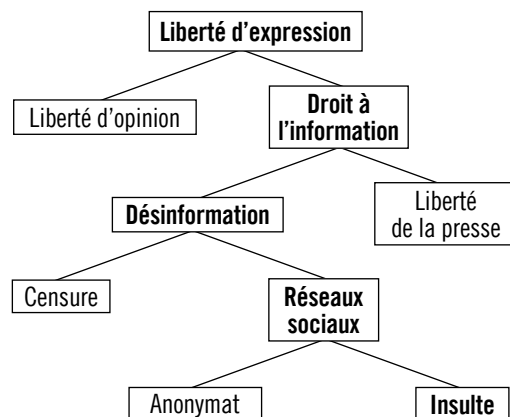 Liberté d'expression
Liberté d'opinion
Droit à
l'information
Désinformation
Liberté
de la presse
Censure
Réseaux
sociaux
Anonymat
Insulte